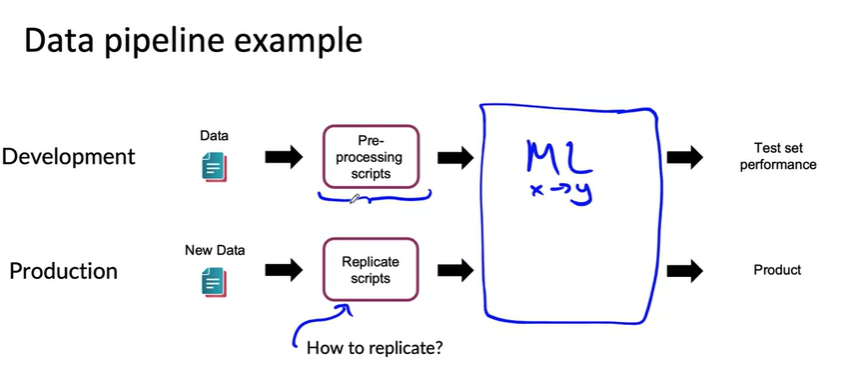 Data pipeline example
Development
Data
Pre-
processing
scripts
ML
x→y
Test set
performance
Production
New Data
Replicate
scripts
Product
How to replicate?